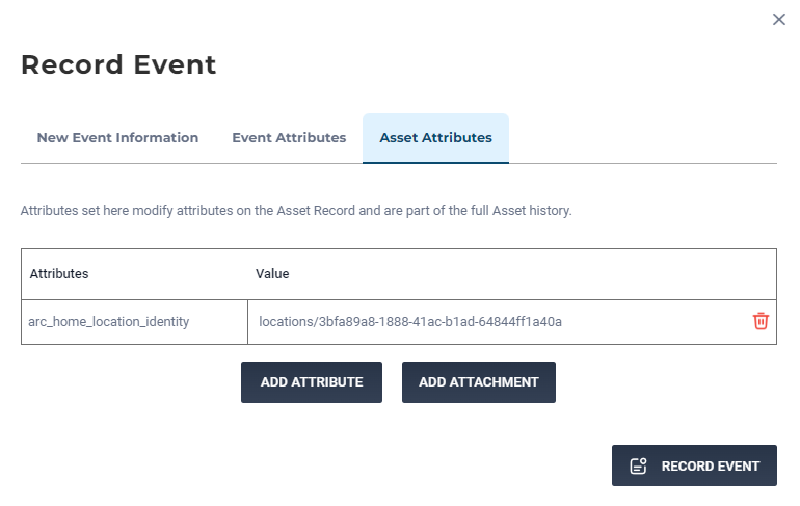 Record Event
New Event Information Event Attributes Asset Attributes
Attributes set here modify attributes on the Asset Record and are part of the full Asset history.
Attributes Value
arc_home_location_identity locations/3bfa89a8-1888-41ac-b1ad-64844ff1a40a
ADD ATTRIBUTE ADD ATTACHMENT
RECORD EVENT